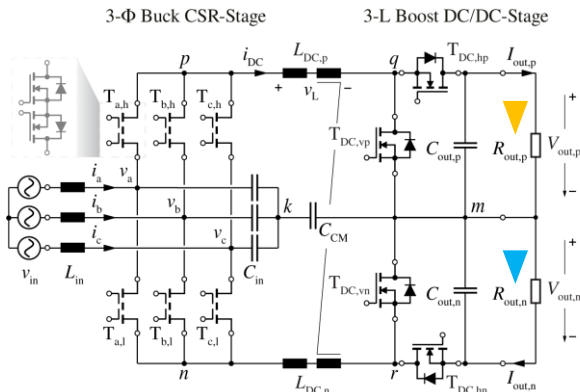 3-Φ Buck CSR-Stage
3-L Boost DC/DC-Stage
p
i_DC
L_DC,p
q
T_DC,hp
I_out,p
+
v_L
−
T_a,h
T_b,h
T_c,h
T_DC,vp
C_out,p
R_out,p
+
V_out,p
−
i_a
v_a
i_b
v_b
k
m
i_c
v_c
C_CM
v_in
L_in
C_in
T_DC,vn
C_out,n
R_out,n
+
V_out,n
−
T_a,l
T_b,l
T_c,l
n
L_DC,n
r
T_DC,hn
I_out,n